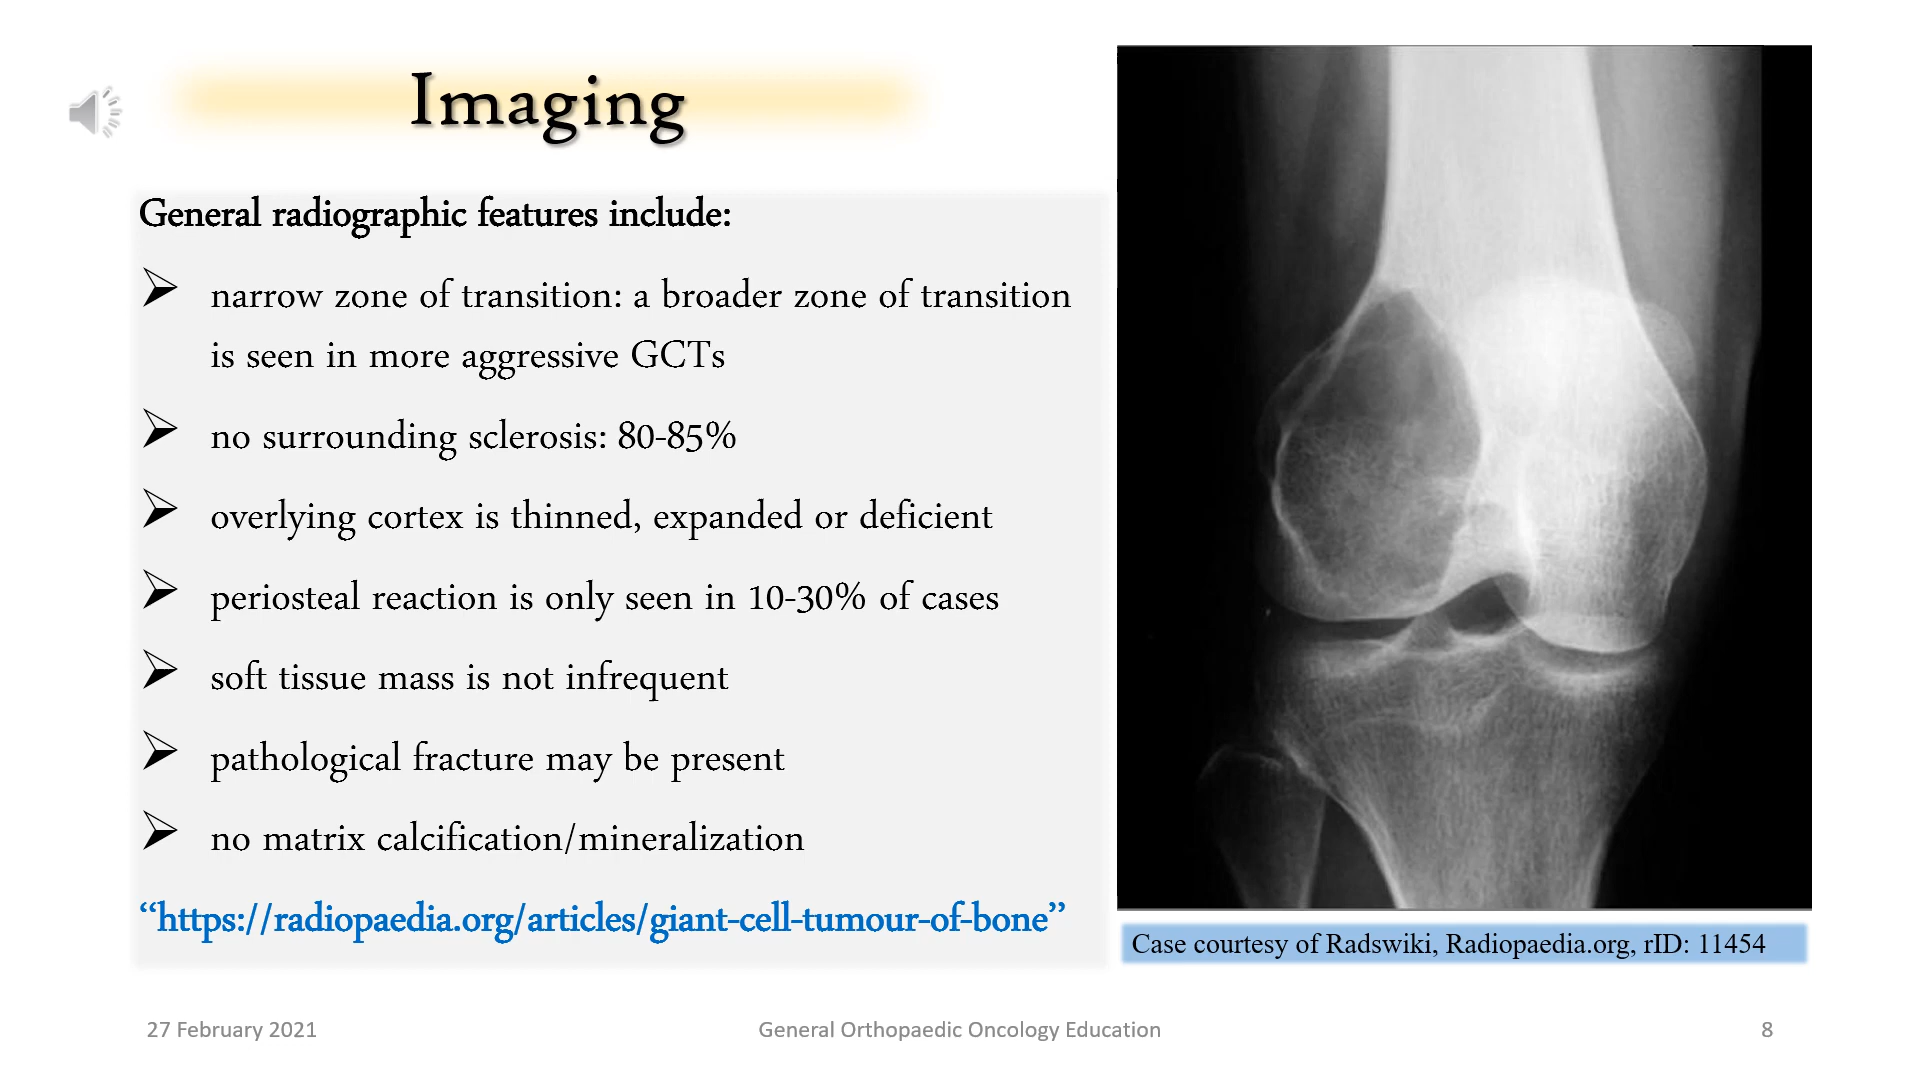 Imaging
General radiographic features include:
➢ narrow zone of transition: a broader zone of transition
is seen in more aggressive GCTs
➢ no surrounding sclerosis: 80-85%
➢ overlying cortex is thinned, expanded or deficient
➢ periosteal reaction is only seen in 10-30% of cases
➢ soft tissue mass is not infrequent
➢ pathological fracture may be present
➢ no matrix calcification/mineralization
“https://radiopaedia.org/articles/giant-cell-tumour-of-bone”
Case courtesy of Radswiki, Radiopaedia.org, rID: 11454
27 February 2021
General Orthopaedic Oncology Education
8